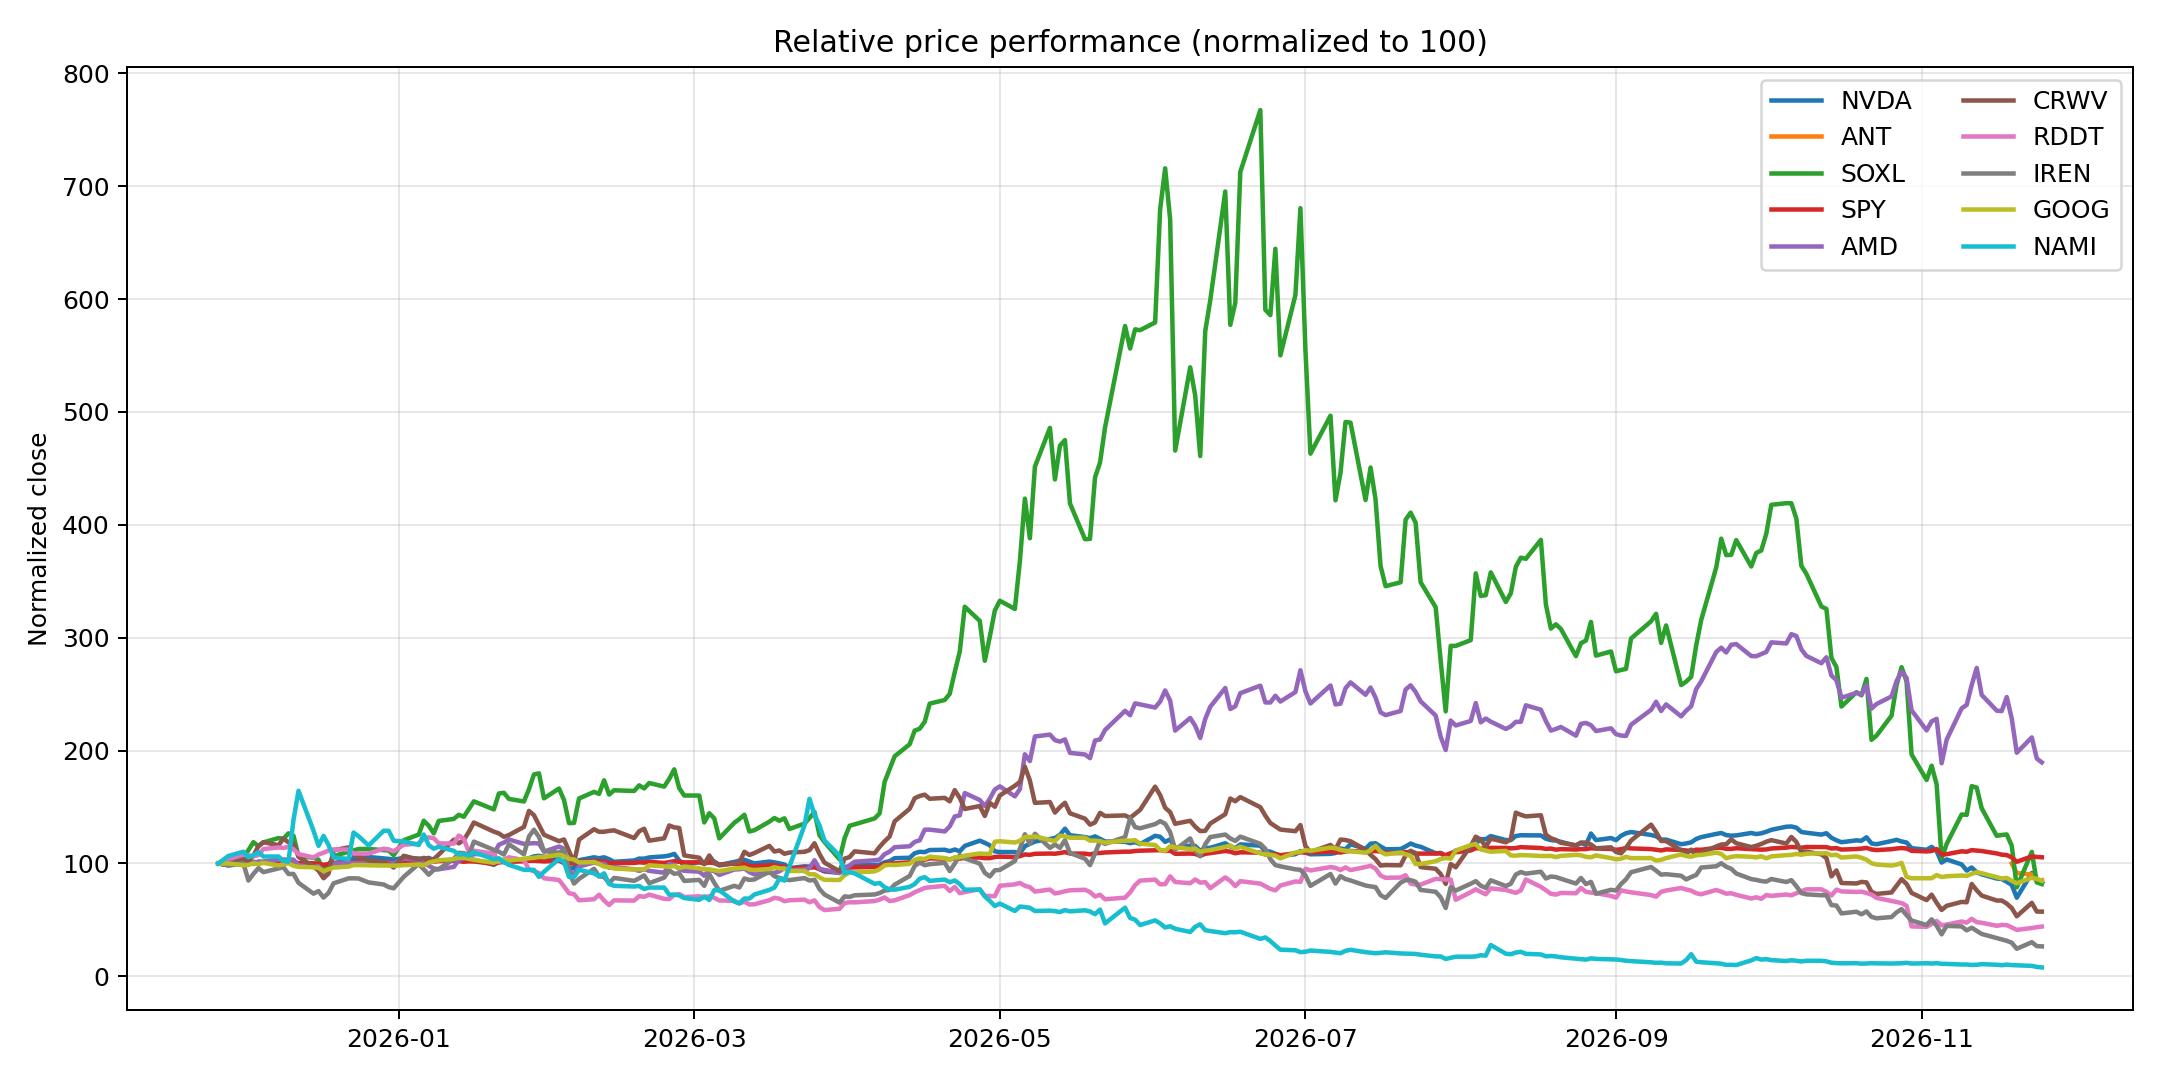 Relative price performance (normalized to 100)
Normalized close
800
700
600
500
400
300
200
100
0
NVDA
ANT
SOXL
SPY
AMD
CRWV
RDDT
IREN
GOOG
NAMI
2026-01
2026-03
2026-05
2026-07
2026-09
2026-11